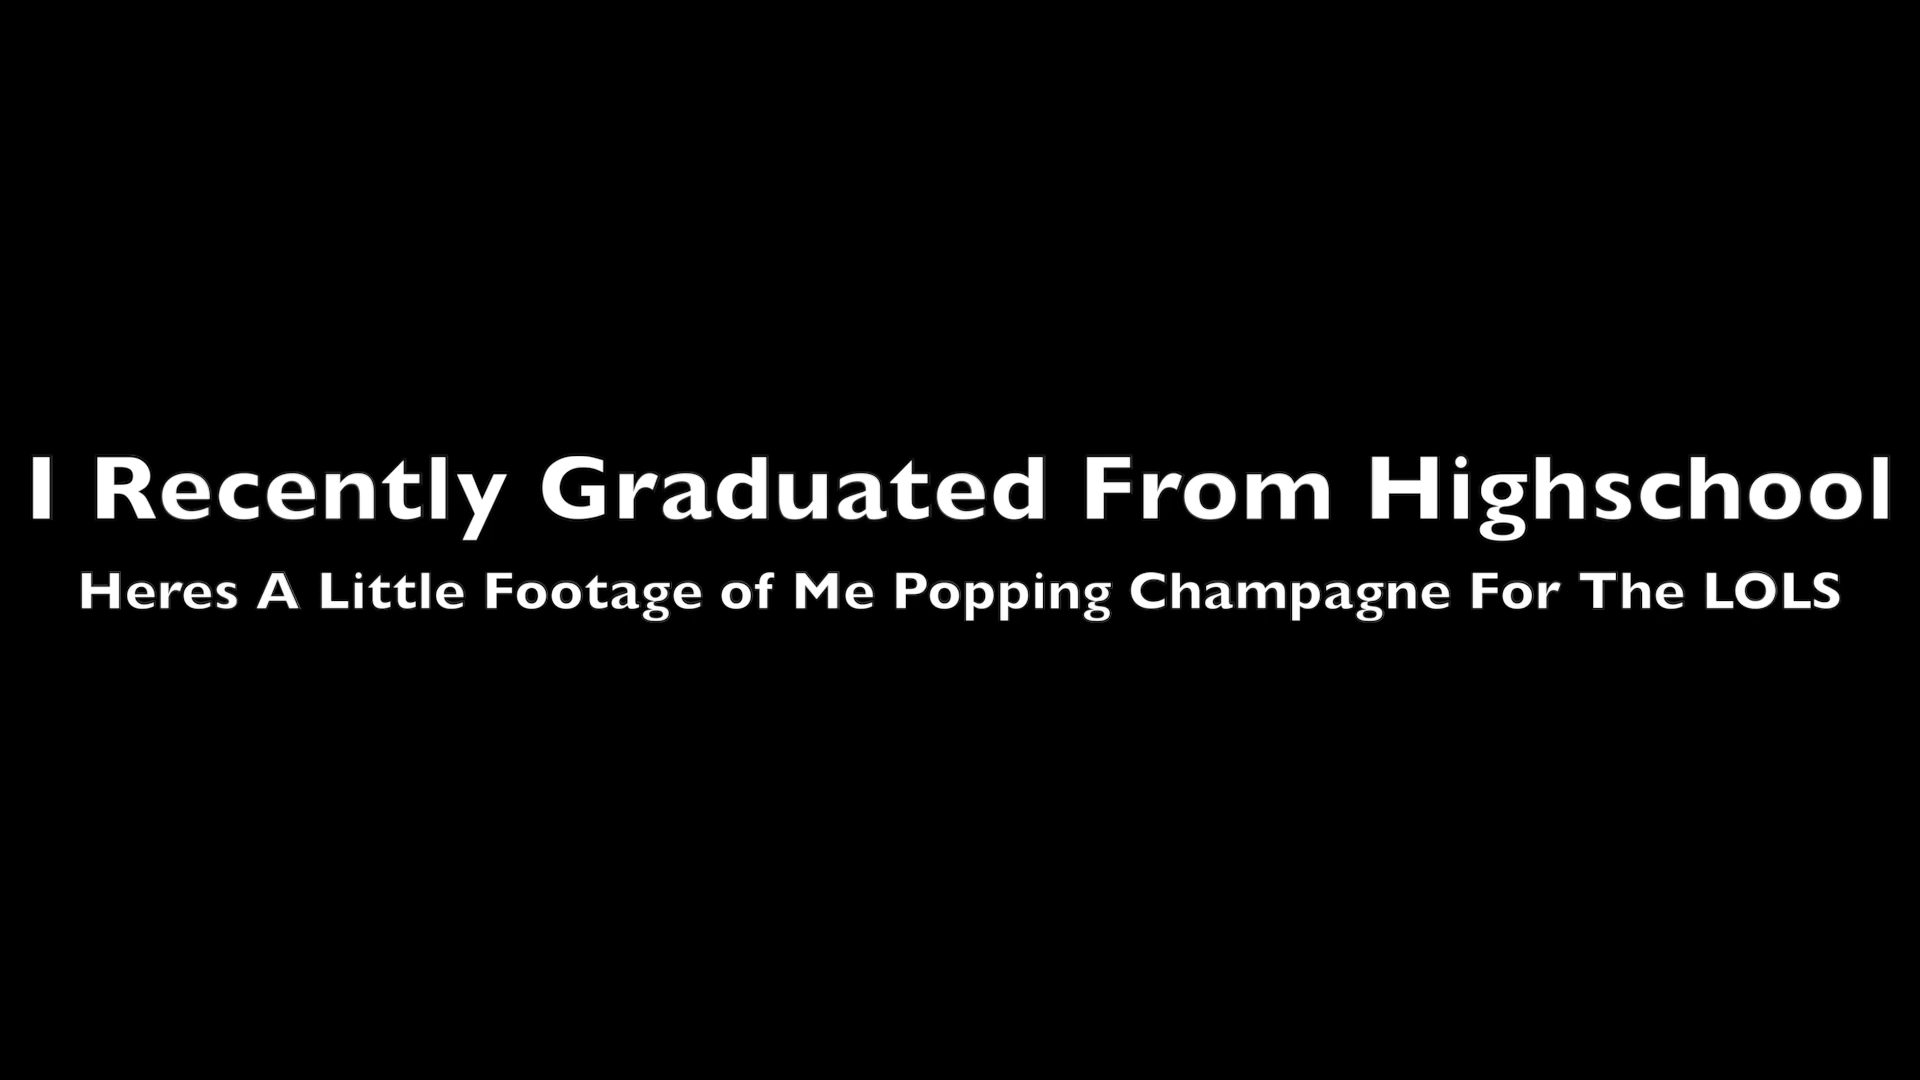 I Recently Graduated From Highschool
Heres A Little Footage of Me Popping Champagne For The LOLS